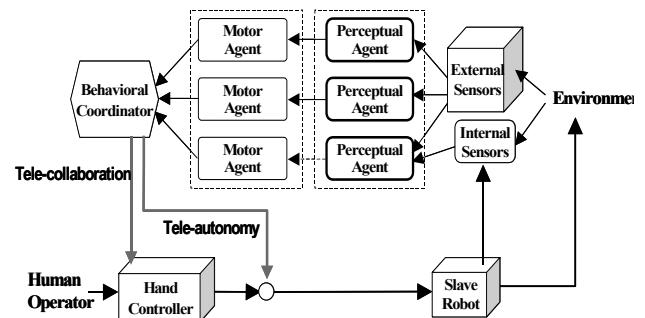 Motor
Agent
Perceptual
Agent
External
Sensors
Behavioral
Coordinator
Motor
Agent
Perceptual
Agent
Environmen
Motor
Agent
Perceptual
Agent
Internal
Sensors
Tele-collaboration
Tele-autonomy
Human
Operator
Hand
Controller
Slave
Robot